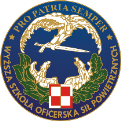 PRO PATRIA SEMPER
WYŻSZA SZKOŁA OFICERSKA SIŁ POWIETRZNYCH